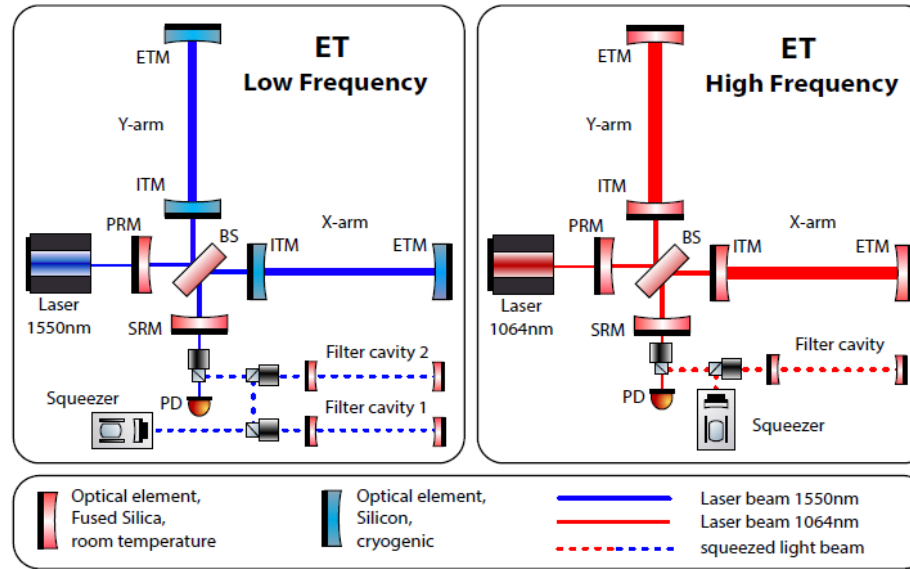 ET
Low Frequency
ETM
Y-arm
ITM
PRM
BS
X-arm
ITM
ETM
Laser
1550nm
SRM
Filter cavity 2
PD
Squeezer
Filter cavity 1
ET
High Frequency
ETM
Y-arm
ITM
PRM
BS
X-arm
ITM
ETM
Laser
1064nm
SRM
Filter cavity
PD
Squeezer
Optical element,
Fused Silica,
room temperature
Optical element,
Silicon,
cryogenic
Laser beam 1550nm
Laser beam 1064nm
squeezed light beam